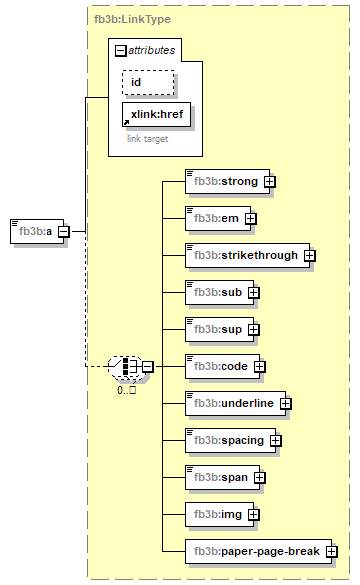 fb3b:LinkType
attributes
id
xlink:href
link target
fb3b:strong
fb3b:em
fb3b:strikethrough
fb3b:a
fb3b:sub
fb3b:sup
fb3b:code
0..□
fb3b:underline
fb3b:spacing
fb3b:span
fb3b:img
fb3b:paper-page-break